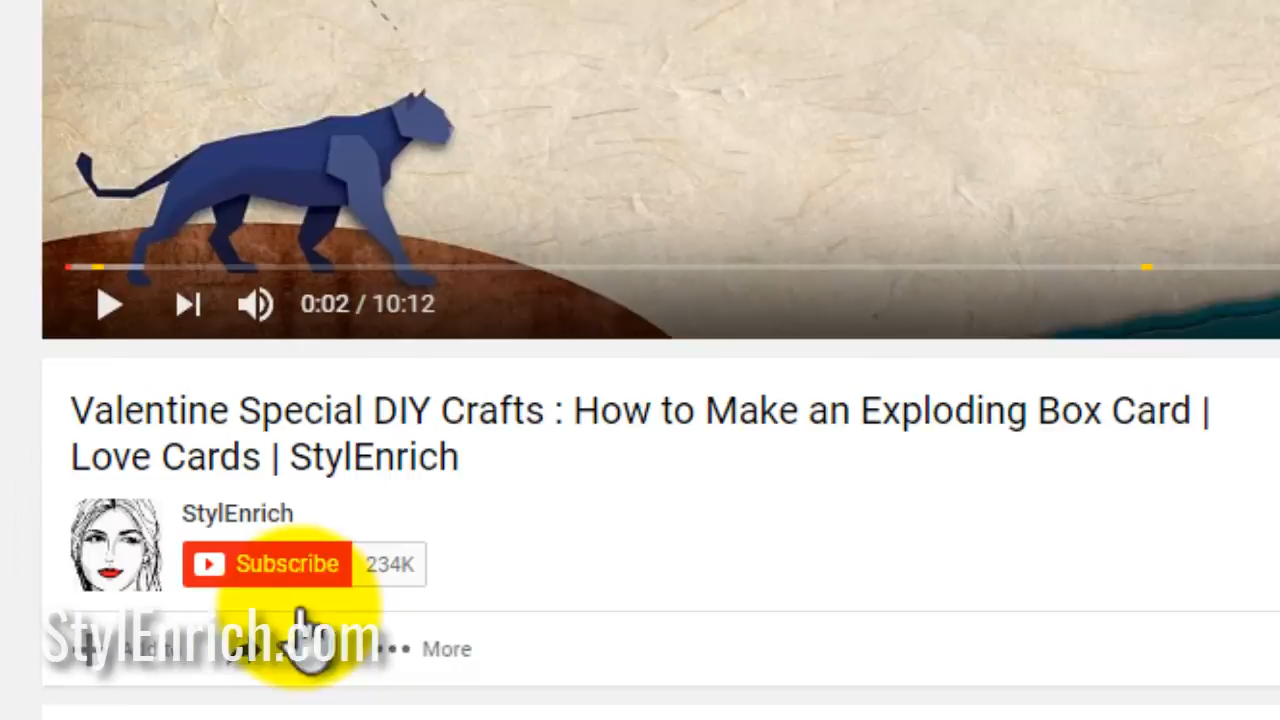 0:02 / 10:12
Valentine Special DIY Crafts : How to Make an Exploding Box Card |
Love Cards | StylEnrich
StylEnrich
Subscribe 234K
StylEnrich.com
More